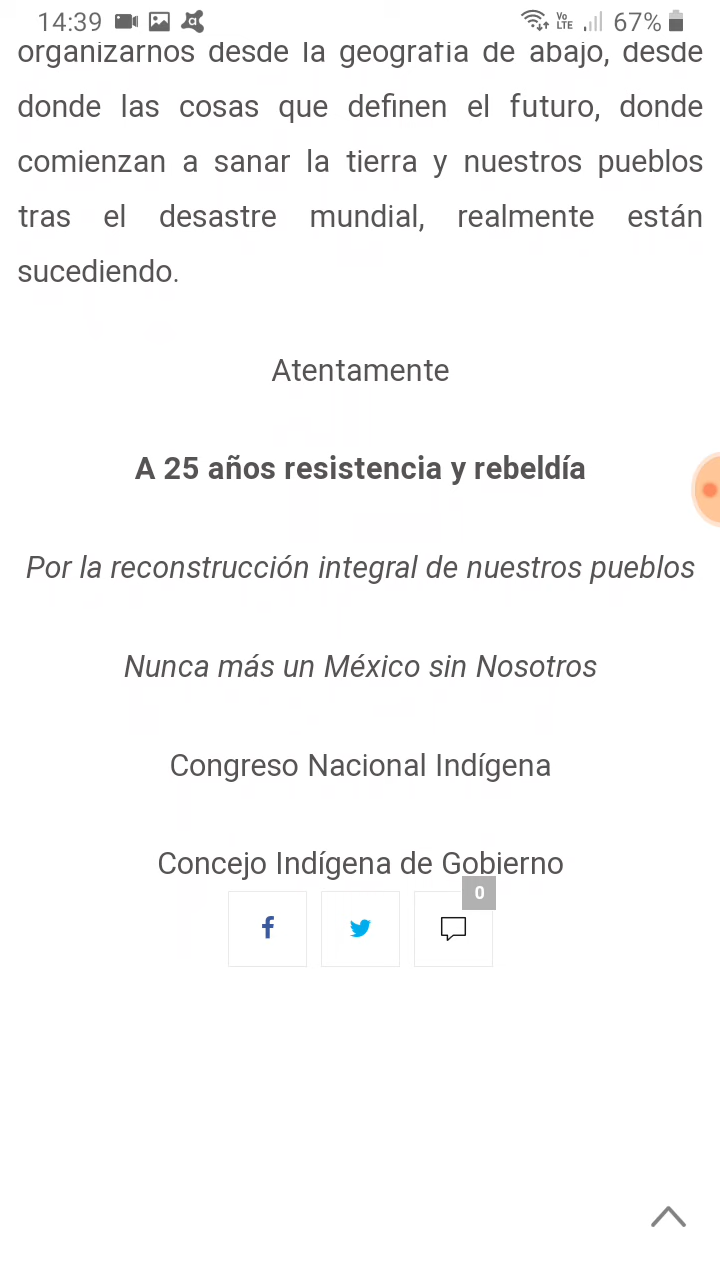 14:39
Vo LTE 67%
organizarnos desde la geografía de abajo, desde
donde las cosas que definen el futuro, donde
comienzan a sanar la tierra y nuestros pueblos
tras el desastre mundial, realmente están
sucediendo.
Atentamente
A 25 años resistencia y rebeldía
Por la reconstrucción integral de nuestros pueblos
Nunca más un México sin Nosotros
Congreso Nacional Indígena
Concejo Indígena de Gobierno
0